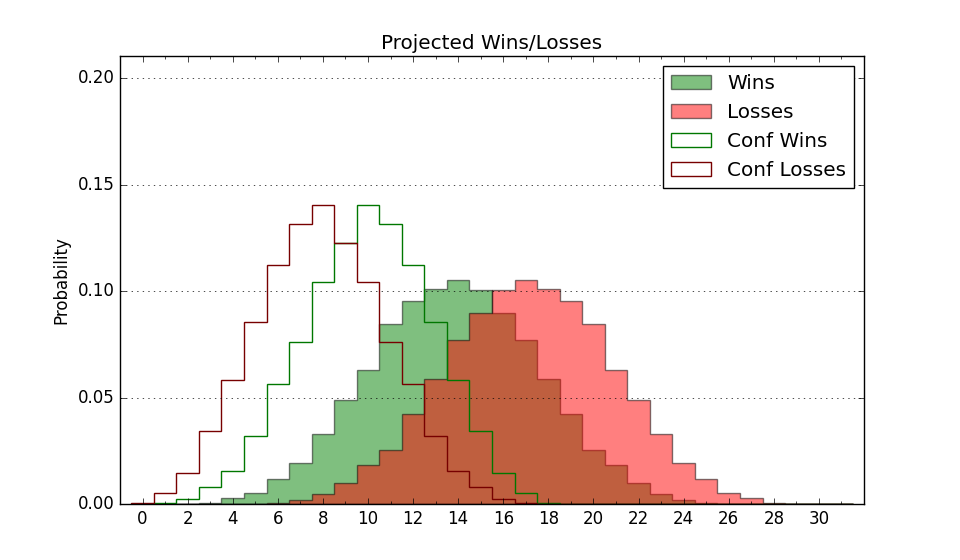 Projected Wins/Losses
0.20
0.15
0.10
0.05
0.00
Probability
Wins
Losses
Conf Wins
Conf Losses
0 2 4 6 8 10 12 14 16 18 20 22 24 26 28 30